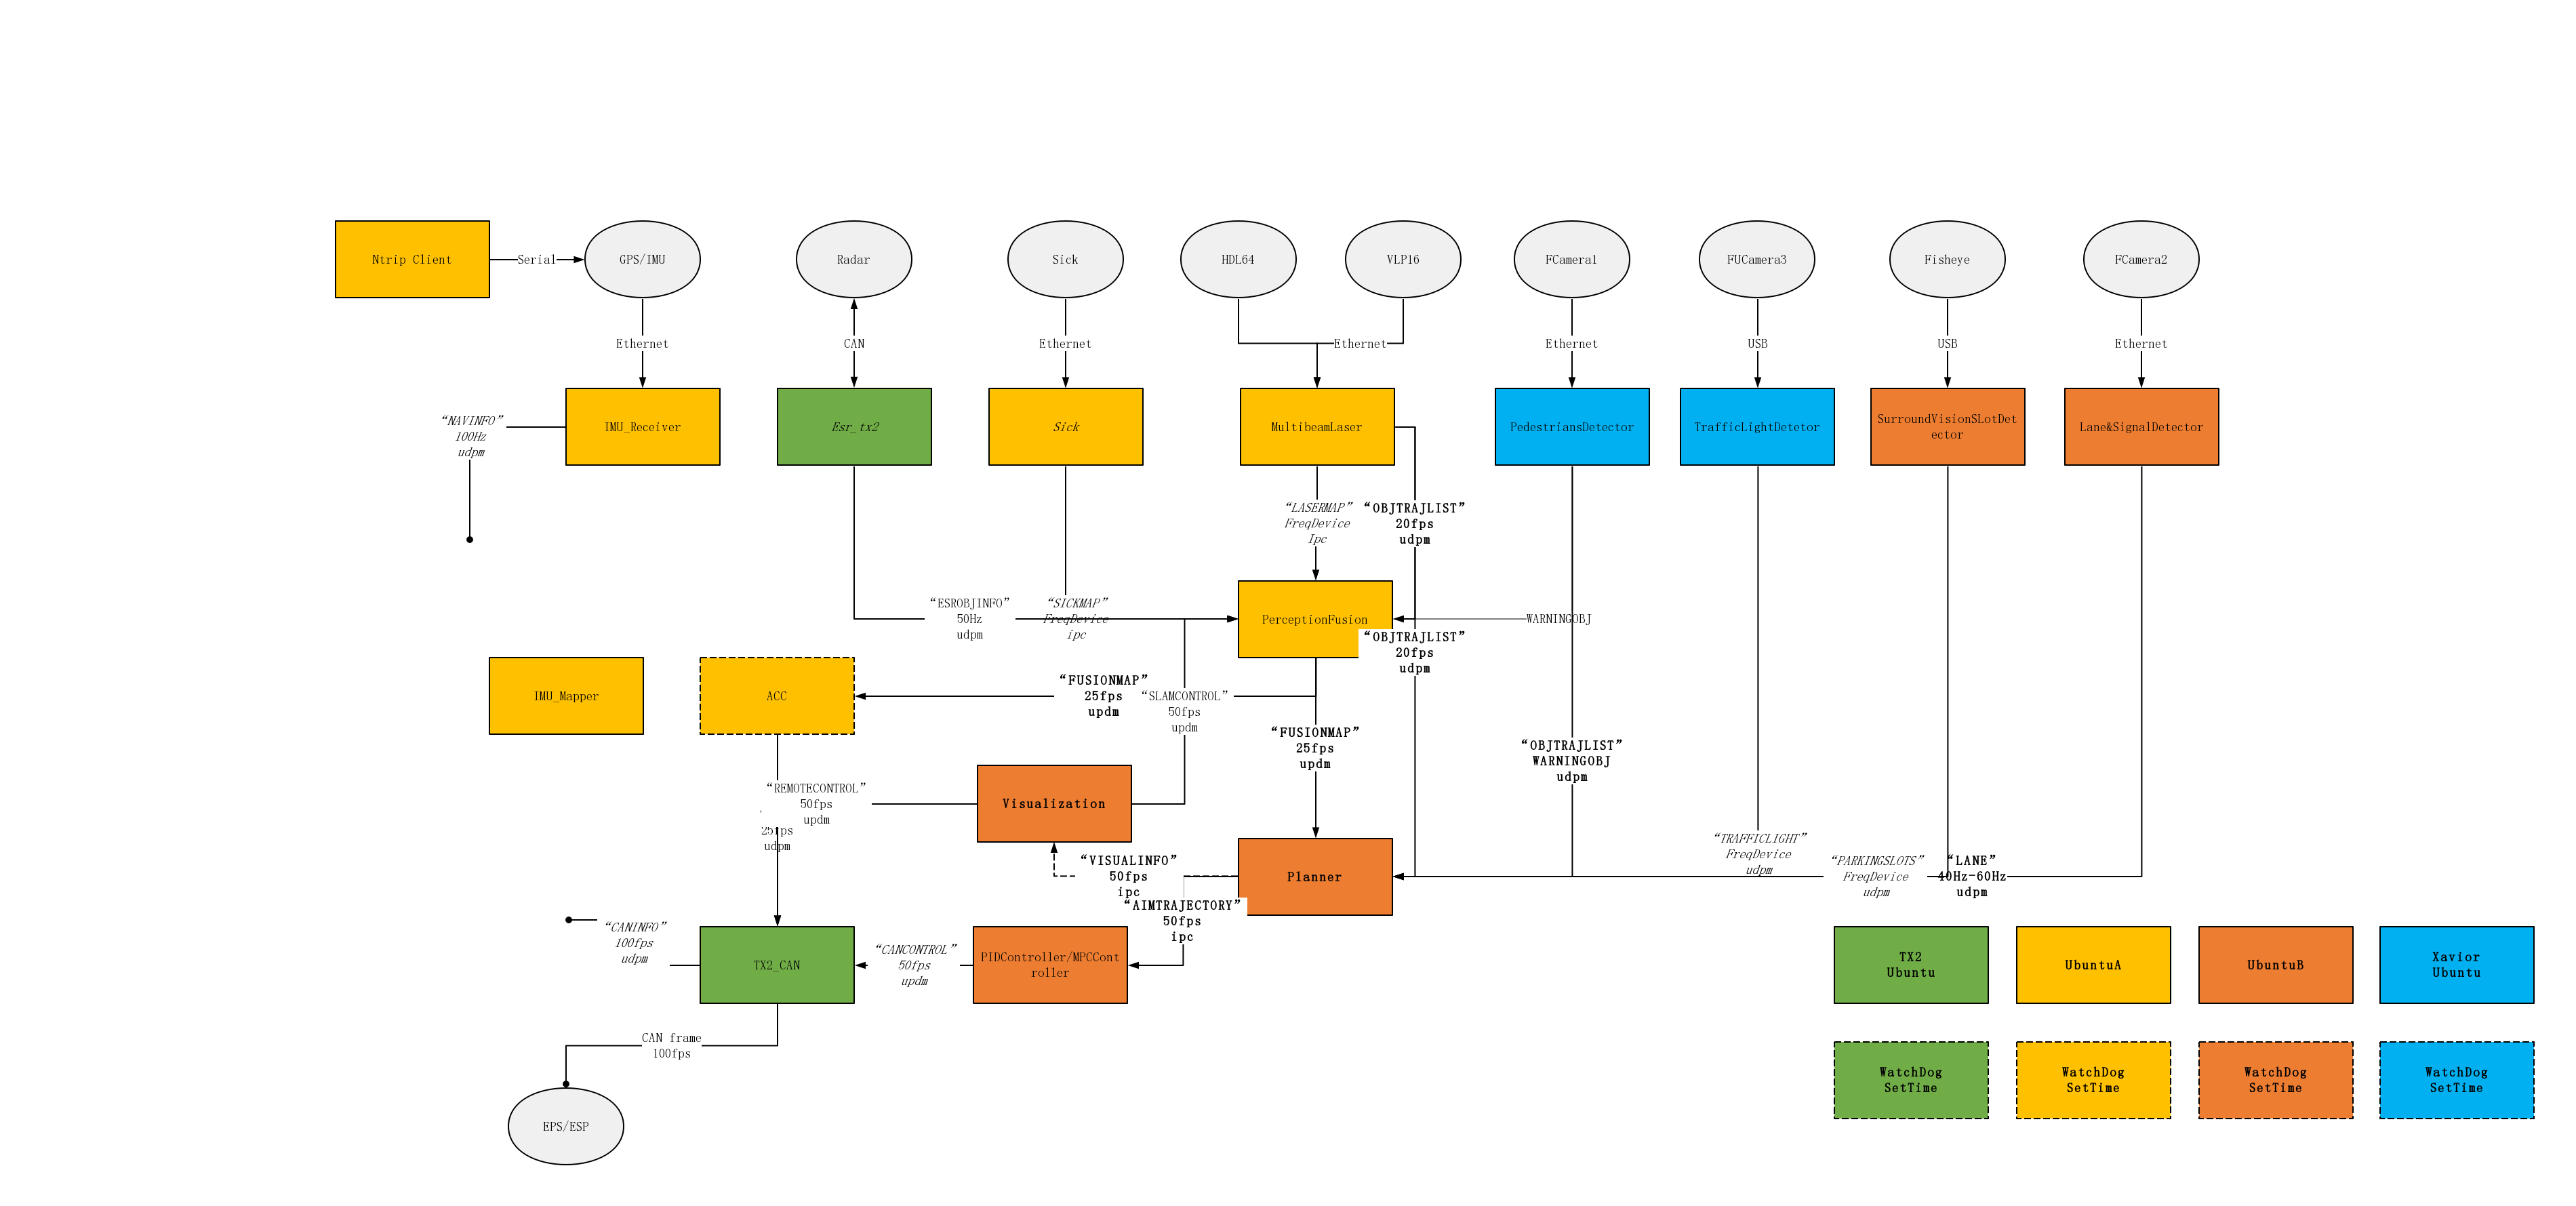 Ntrip Client
Serial
GPS/IMU
Radar
Sick
HDL64
VLP16
FCamera1
FUCamera3
Fisheye
FCamera2
Ethernet
CAN
Ethernet
Ethernet
Ethernet
USB
USB
Ethernet
“NAVINFO”
100Hz
udpm
IMU_Receiver
Esr_tx2
Sick
MultibeamLaser
PedestriansDetector
TrafficLightDetetor
SurroundVisionSLotDet
ector
Lane&SignalDetector
“LASERMAP”
FreqDevice
Ipc
“OBJTRAJLIST”
20fps
udpm
“ESROBJINFO”
50Hz
udpm
“SICKMAP”
FreqDevice
ipc
PerceptionFusion
WARNINGOBJ
“OBJTRAJLIST”
20fps
udpm
IMU_Mapper
ACC
“FUSIONMAP”
25fps
updm
“SLAMCONTROL”
50fps
updm
“FUSIONMAP”
25fps
updm
“OBJTRAJLIST”
WARNINGOBJ
udpm
“REMOTECONTROL”
50fps
updm
25fps
udpm
Visualization
“VISUALINFO”
50fps
ipc
Planner
“TRAFFICLIGHT”
FreqDevice
udpm
“PARKINGSLOTS”
FreqDevice
udpm
“LANE”
40Hz-60Hz
udpm
“AIMTRAJECTORY”
50fps
ipc
“CANINFO”
100fps
udpm
TX2_CAN
“CANCONTROL”
50fps
updm
PIDController/MPCCont
roller
TX2
Ubuntu
UbuntuA
UbuntuB
Xavior
Ubuntu
CAN frame
100fps
WatchDog
SetTime
WatchDog
SetTime
WatchDog
SetTime
WatchDog
SetTime
EPS/ESP